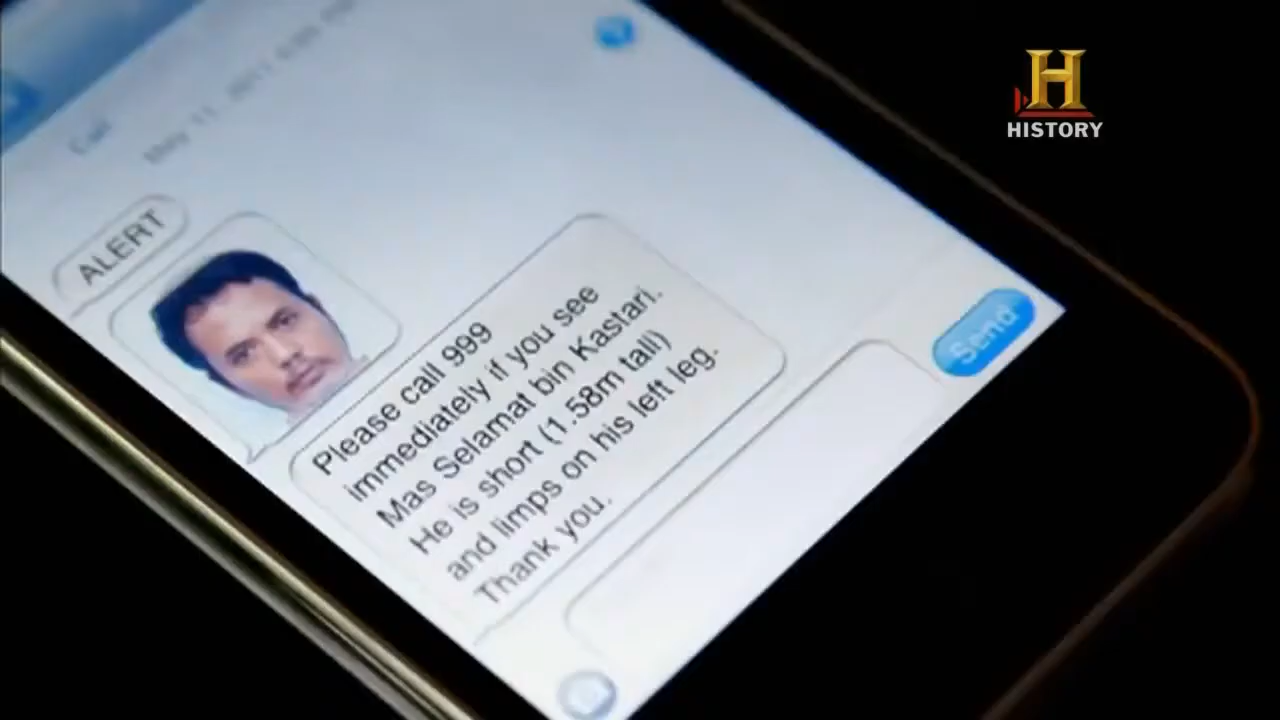 HISTORY
Call
ALERT
Please call 999
immediately if you see
Mas Selamat bin Kastari.
He is short (1.58m tall)
and limps on his left leg.
Thank you.
Send